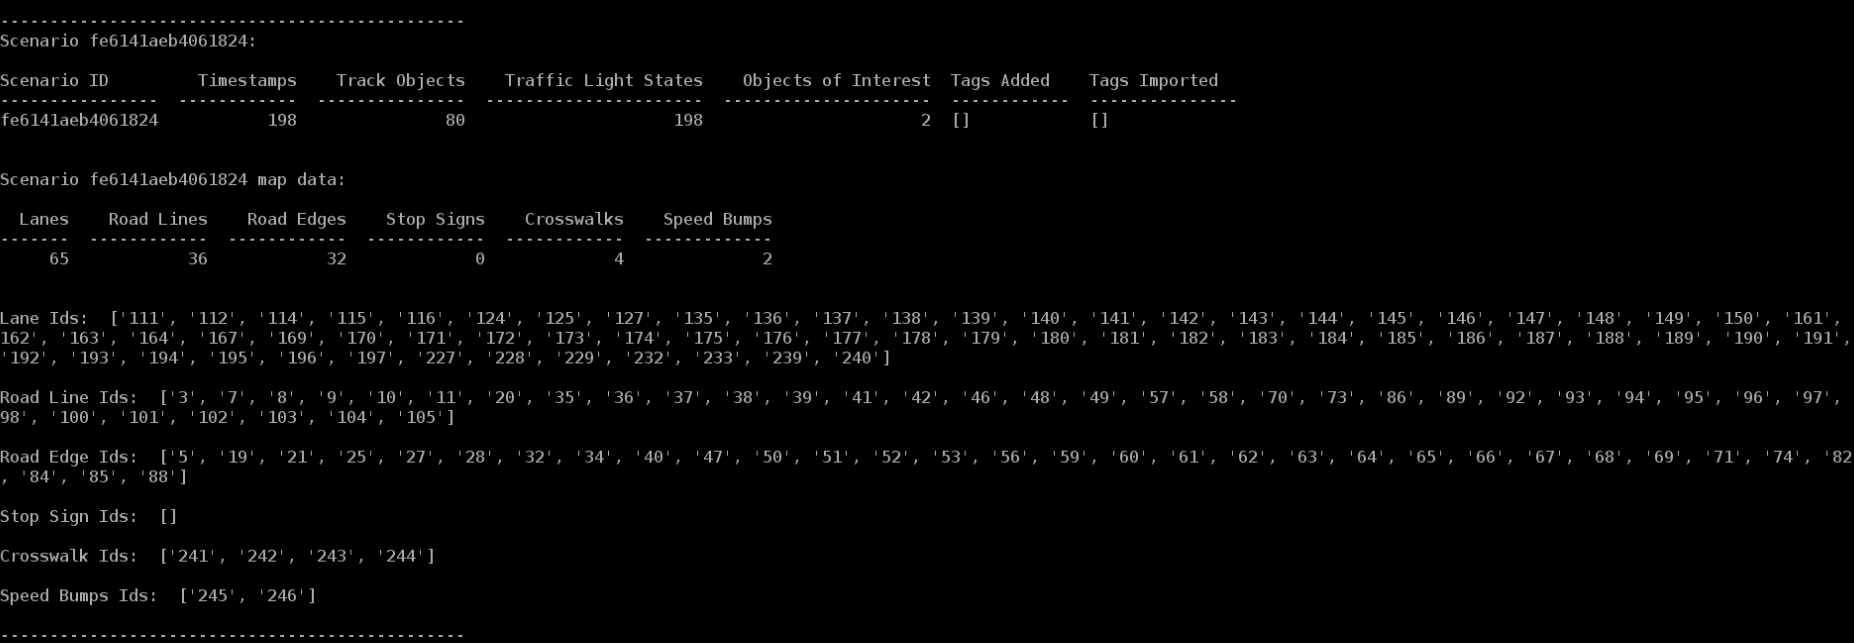 -----------------------------------------------
Scenario fe6141aeb4061824:
Scenario ID         Timestamps    Track Objects    Traffic Light States    Objects of Interest  Tags Added    Tags Imported
----------------  ------------  ---------------  ----------------------  ---------------------  ------------  ---------------
fe6141aeb4061824           198               80                     198                      2  []            []
Scenario fe6141aeb4061824 map data:
  Lanes    Road Lines    Road Edges    Stop Signs    Crosswalks    Speed Bumps
-------  ------------  ------------  ------------  ------------  -------------
     65            36            32             0             4              2
Lane Ids:  ['111', '112', '114', '115', '116', '124', '125', '127', '135', '136', '137', '138', '139', '140', '141', '142', '143', '144', '145', '146', '147', '148', '149', '150', '161', 
162', '163', '164', '167', '169', '170', '171', '172', '173', '174', '175', '176', '177', '178', '179', '180', '181', '182', '183', '184', '185', '186', '187', '188', '189', '190', '191',
'192', '193', '194', '195', '196', '197', '227', '228', '229', '232', '233', '239', '240']
Road Line Ids:  ['3', '7', '8', '9', '10', '11', '20', '35', '36', '37', '38', '39', '41', '42', '46', '48', '49', '57', '58', '70', '73', '86', '89', '92', '93', '94', '95', '96', '97', 
98', '100', '101', '102', '103', '104', '105']
Road Edge Ids:  ['5', '19', '21', '25', '27', '28', '32', '34', '40', '47', '50', '51', '52', '53', '56', '59', '60', '61', '62', '63', '64', '65', '66', '67', '68', '69', '71', '74', '82
, '84', '85', '88']
Stop Sign Ids:  []
Crosswalk Ids:  ['241', '242', '243', '244']
Speed Bumps Ids:  ['245', '246']
-----------------------------------------------